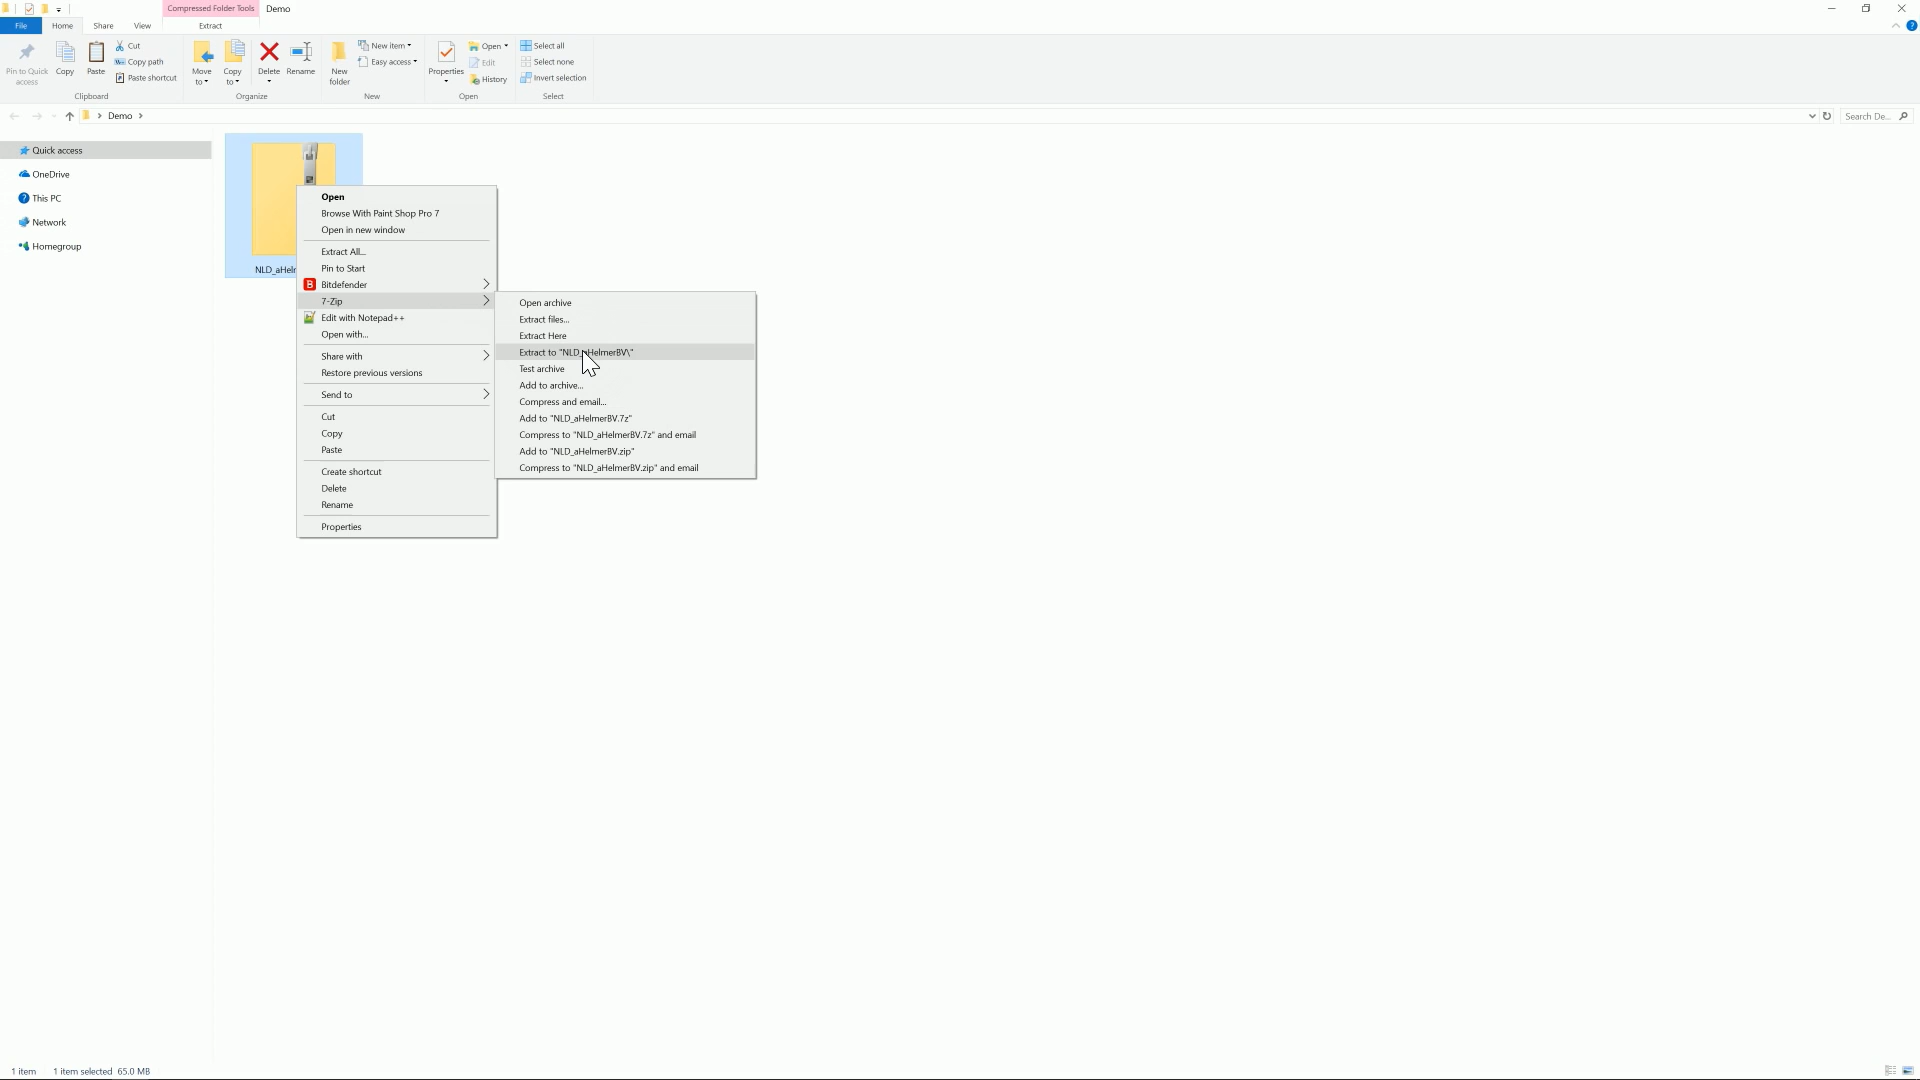 Compressed Folder Tools
Demo
File
Home
Share
View
Extract
Pin to Quick access
Copy
Paste
Cut
Copy path
Paste shortcut
Clipboard
Move to
Copy to
Delete
Rename
Organize
New folder
New item
Easy access
New
Properties
Open
Edit
History
Open
Select all
Select none
Invert selection
Select
Demo
Search De...
Quick access
OneDrive
This PC
Network
Homegroup
NLD_aHelm
Open
Browse With Paint Shop Pro 7
Open in new window
Extract All...
Pin to Start
Bitdefender
7-Zip
Edit with Notepad++
Open with...
Share with
Restore previous versions
Send to
Cut
Copy
Paste
Create shortcut
Delete
Rename
Properties
Open archive
Extract files...
Extract Here
Extract to "NLD_aHelmerBV\"
Test archive
Add to archive...
Compress and email...
Add to "NLD_aHelmerBV.7z"
Compress to "NLD_aHelmerBV.7z" and email
Add to "NLD_aHelmerBV.zip"
Compress to "NLD_aHelmerBV.zip" and email
1 item
1 item selected 65.0 MB